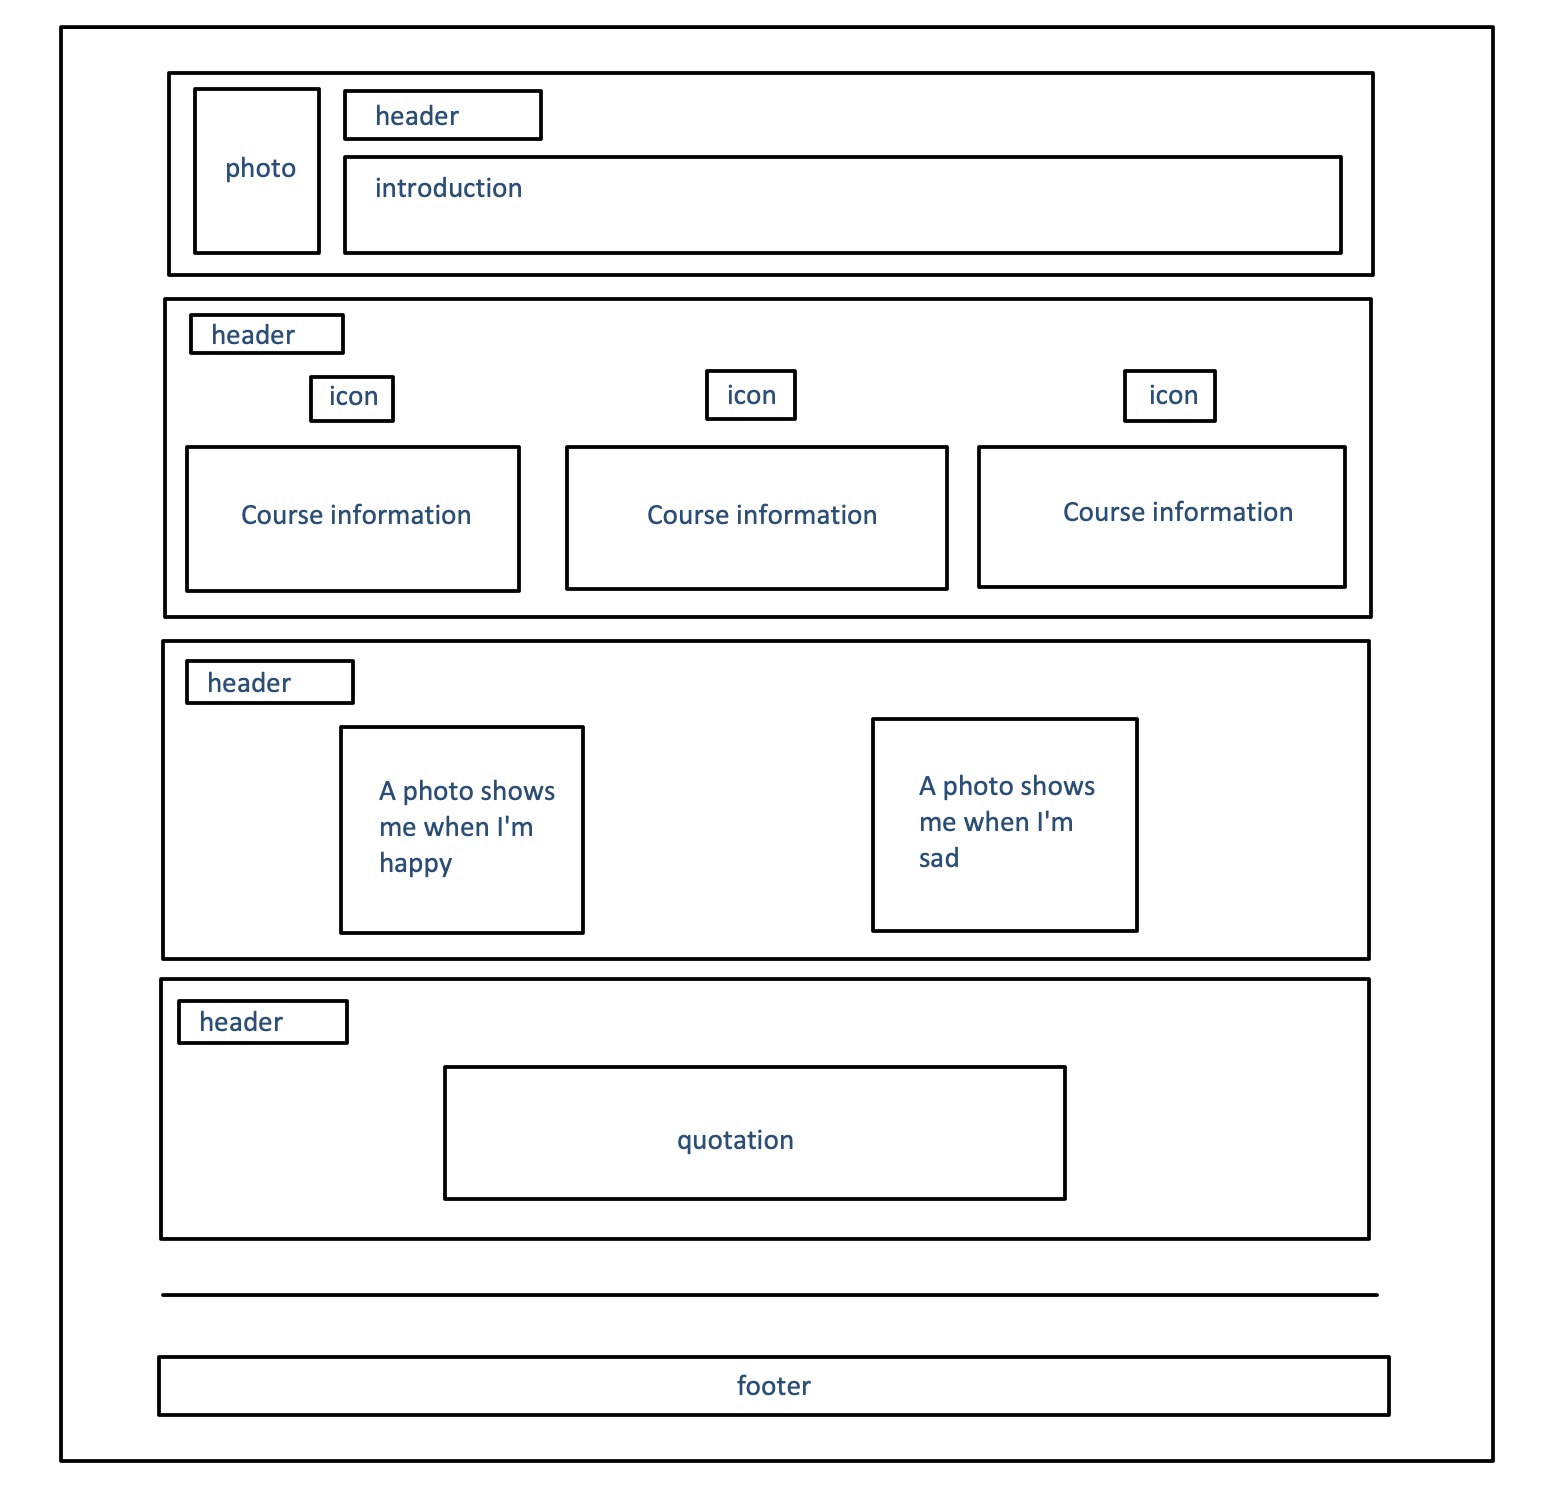 header
photo
introduction
header
icon
icon
icon
Course information
Course information
Course information
header
A photo shows
me when I'm
happy
A photo shows
me when I'm
sad
header
quotation
footer